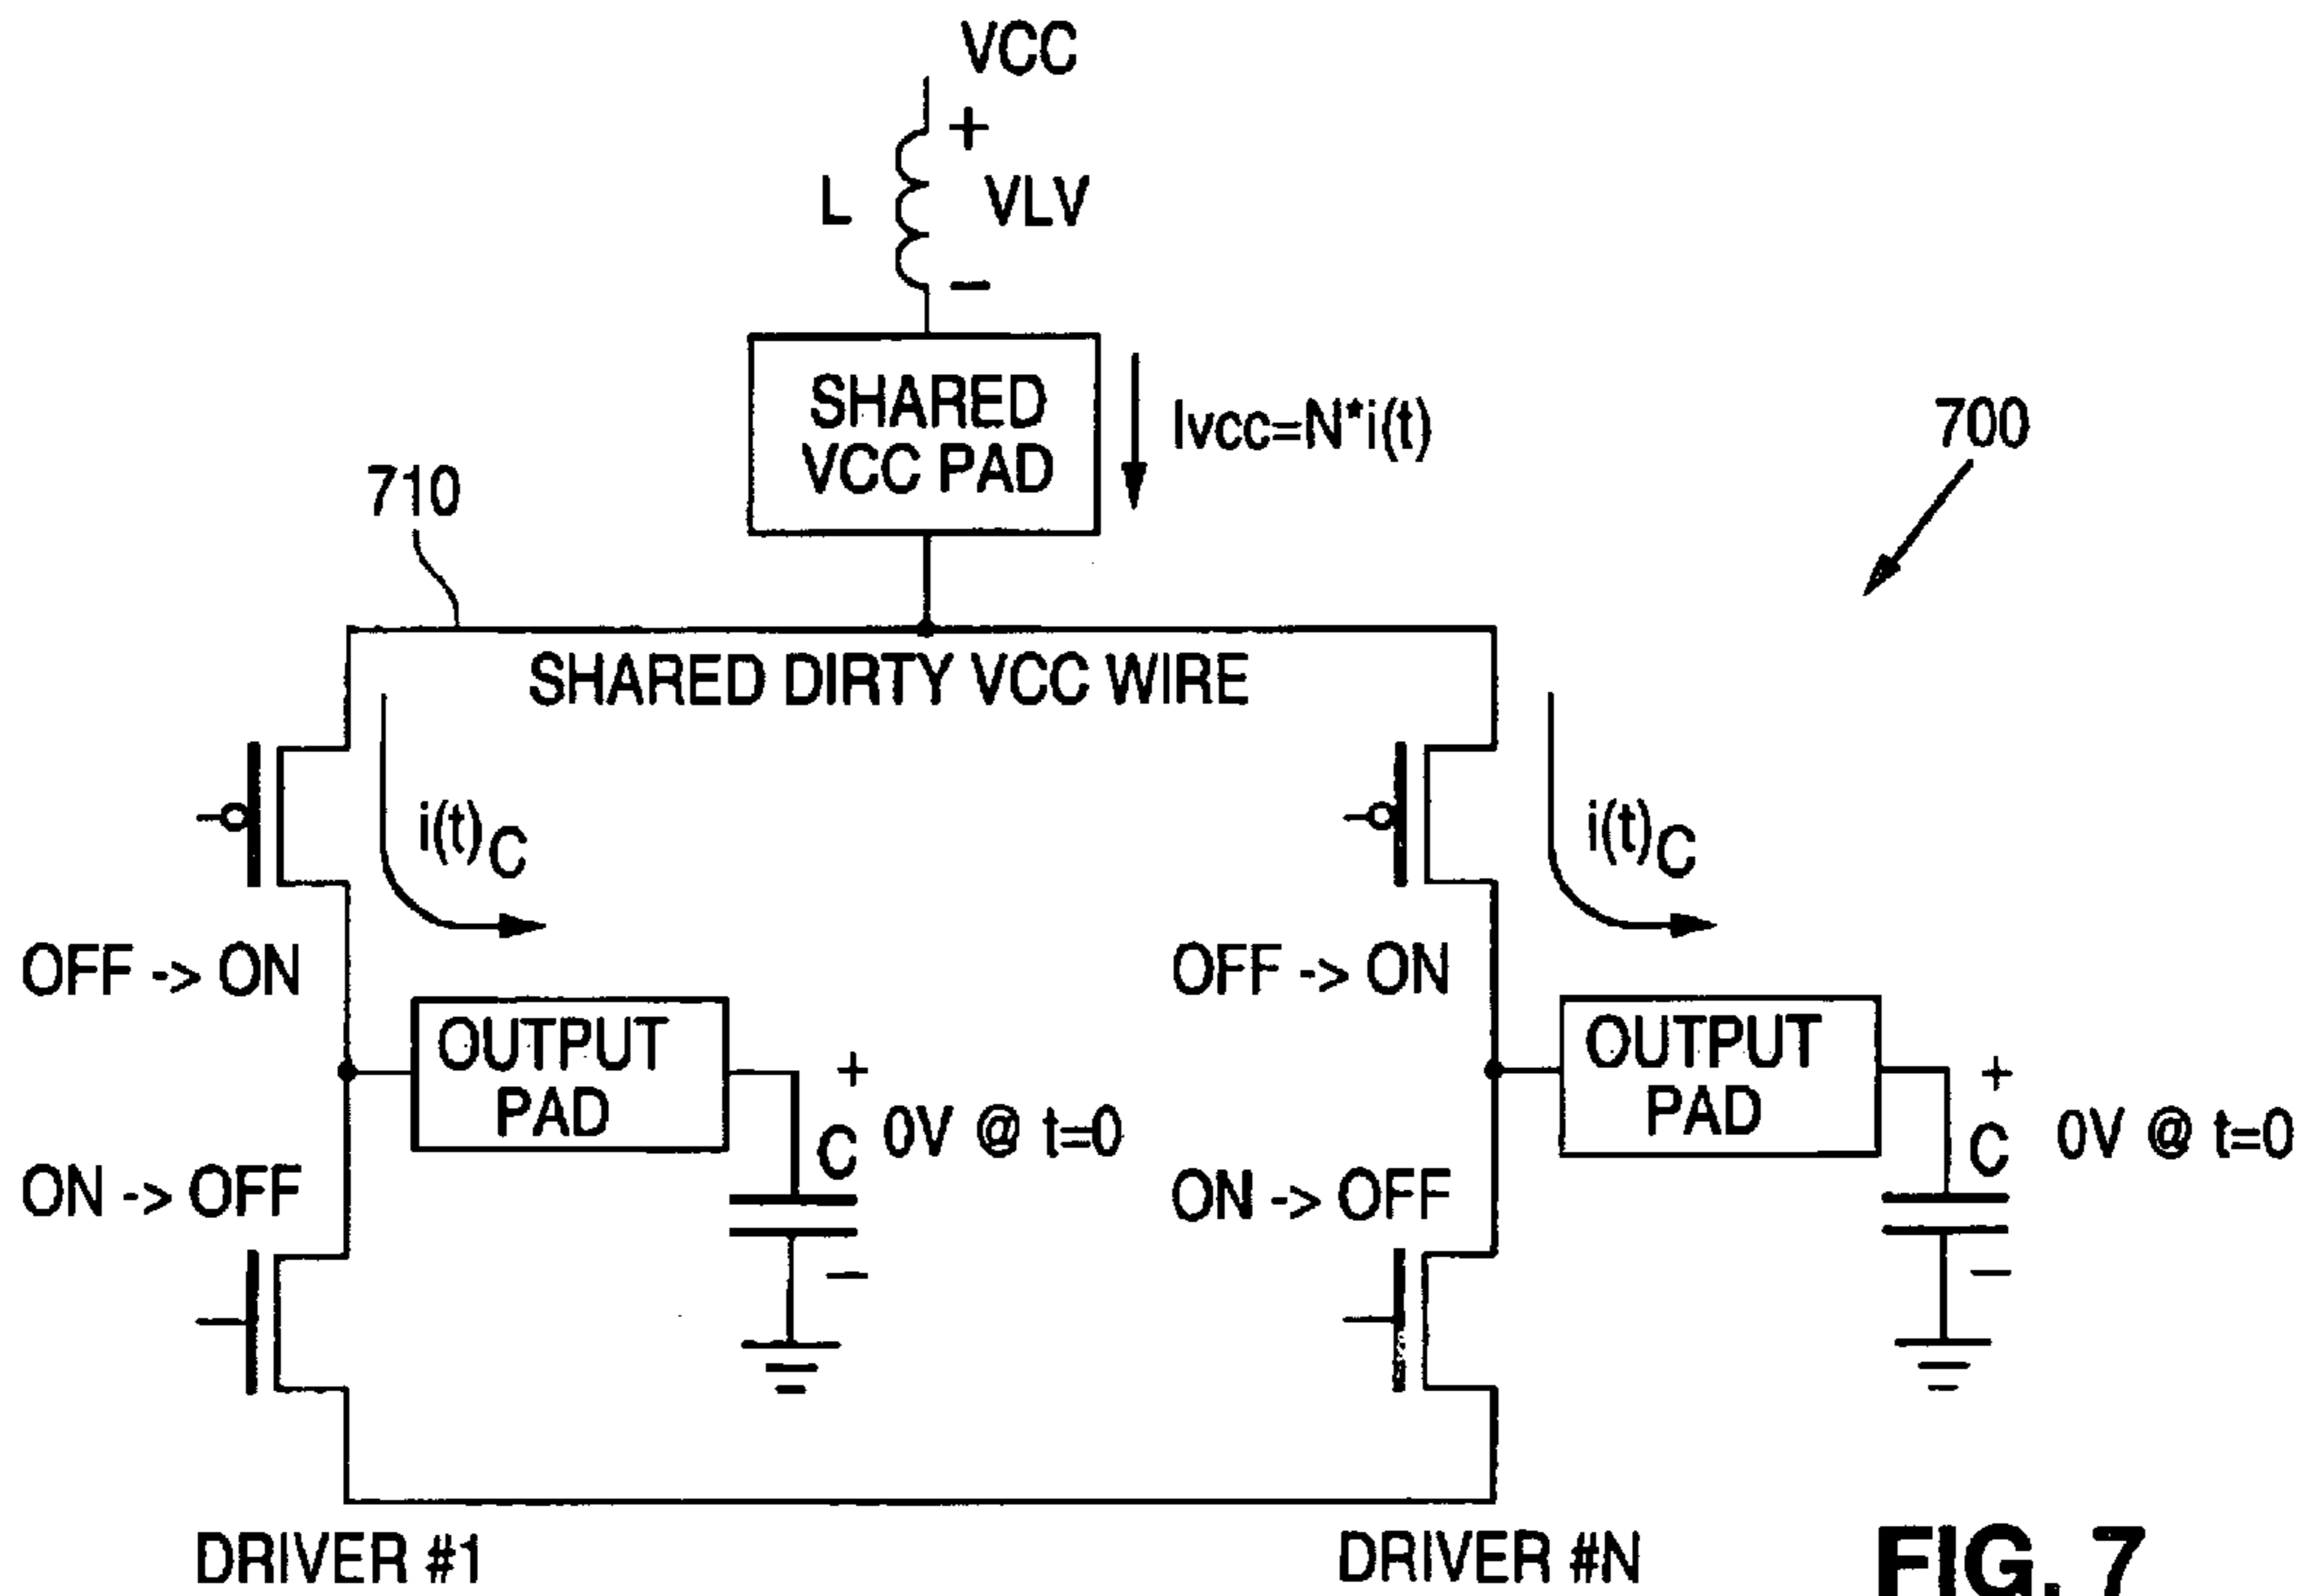 VCC
+
L
VLV
−
SHARED
VCC PAD
Ivcc=N*i(t)
700
710
SHARED DIRTY VCC WIRE
i(t)C
i(t)C
OFF -> ON
OFF -> ON
OUTPUT
PAD
+
C
0V @ t=0
−
OUTPUT
PAD
+
C
0V @ t=0
−
ON -> OFF
ON -> OFF
DRIVER #1
DRIVER #N
FIG. 7